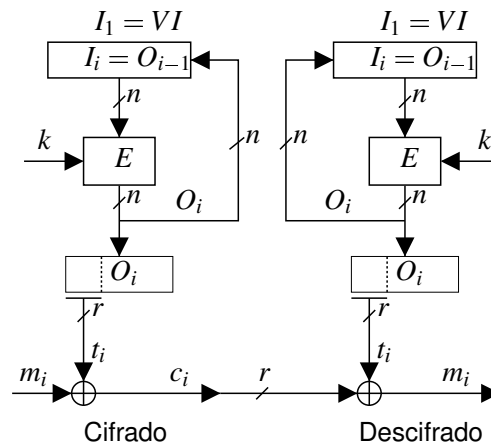 I₁ = VI
I₁ = VI
Iᵢ = Oᵢ₋₁
Iᵢ = Oᵢ₋₁
n
n
k
E
n
n
E
k
n
Oᵢ
Oᵢ
n
Oᵢ
Oᵢ
r
r
tᵢ
tᵢ
mᵢ
cᵢ
r
mᵢ
Cifrado
Descifrado